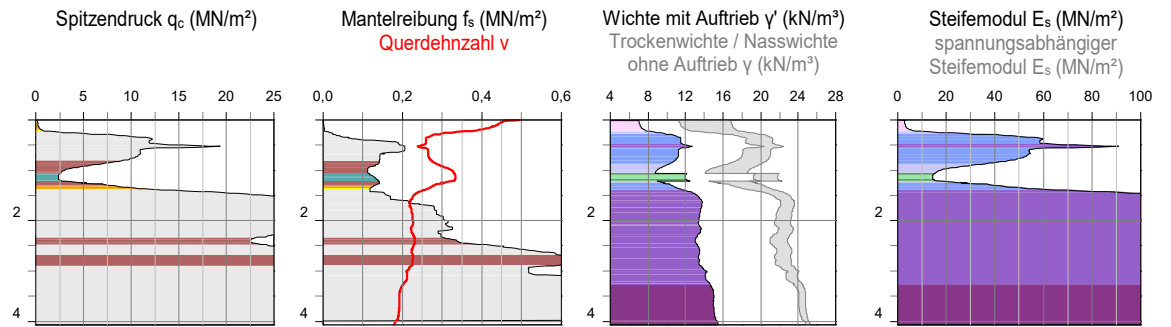 Spitzendruck qc (MN/m²)
Mantelreibung fs (MN/m²)
Querdehnzahl ν
Wichte mit Auftrieb γ' (kN/m³)
Trockenwichte / Nasswichte
ohne Auftrieb γ (kN/m³)
Steifemodul Es (MN/m²)
spannungsabhängiger
Steifemodul Es (MN/m²)
0 5 10 15 20 25
0,0 0,2 0,4 0,6
4 8 12 16 20 24 28
0 20 40 60 80 100
2 2 2 2
4 4 4 4